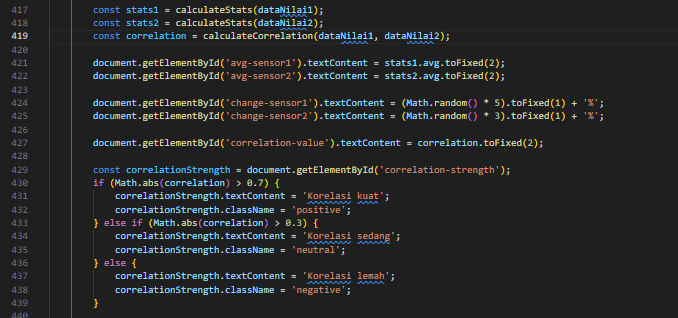 417 const stats1 = calculateStats(dataNilai1);
418 const stats2 = calculateStats(dataNilai2);
419 const correlation = calculateCorrelation(dataNilai1, dataNilai2);
420
421 document.getElementById('avg-sensor1').textContent = stats1.avg.toFixed(2);
422 document.getElementById('avg-sensor2').textContent = stats2.avg.toFixed(2);
423
424 document.getElementById('change-sensor1').textContent = (Math.random() * 5).toFixed(1) + '%';
425 document.getElementById('change-sensor2').textContent = (Math.random() * 3).toFixed(1) + '%';
426
427 document.getElementById('correlation-value').textContent = correlation.toFixed(2);
428
429 const correlationStrength = document.getElementById('correlation-strength');
430 if (Math.abs(correlation) > 0.7) {
431 correlationStrength.textContent = 'Korelasi kuat';
432 correlationStrength.className = 'positive';
433 } else if (Math.abs(correlation) > 0.3) {
434 correlationStrength.textContent = 'Korelasi sedang';
435 correlationStrength.className = 'neutral';
436 } else {
437 correlationStrength.textContent = 'Korelasi lemah';
438 correlationStrength.className = 'negative';
439 }
440